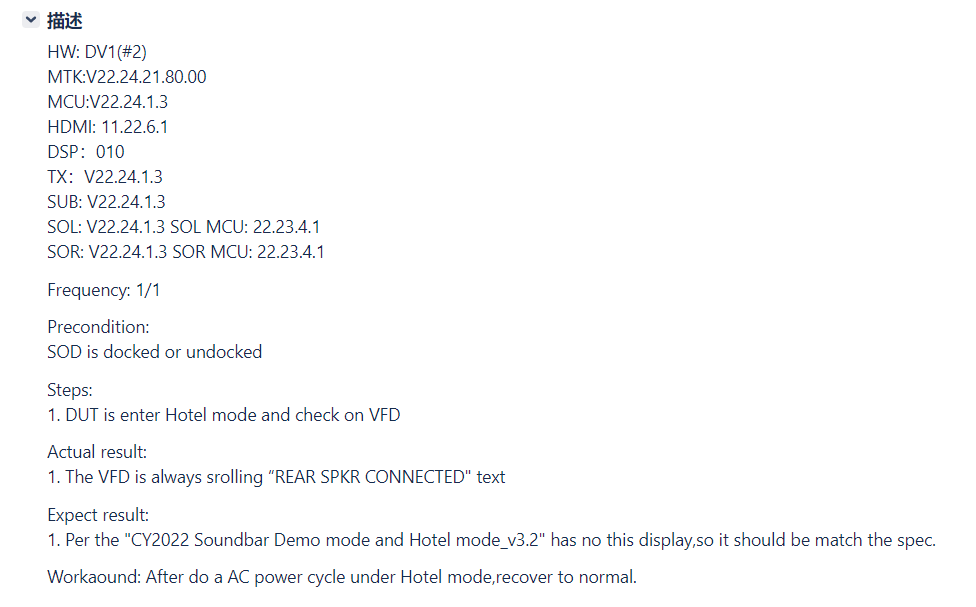 描述
HW: DV1(#2)
MTK:V22.24.21.80.00
MCU:V22.24.1.3
HDMI: 11.22.6.1
DSP：010
TX：V22.24.1.3
SUB: V22.24.1.3
SOL: V22.24.1.3 SOL MCU: 22.23.4.1
SOR: V22.24.1.3 SOR MCU: 22.23.4.1
Frequency: 1/1
Precondition:
SOD is docked or undocked
Steps:
1. DUT is enter Hotel mode and check on VFD
Actual result:
1. The VFD is always srolling “REAR SPKR CONNECTED" text
Expect result:
1. Per the "CY2022 Soundbar Demo mode and Hotel mode_v3.2" has no this display,so it should be match the spec.
Workaound: After do a AC power cycle under Hotel mode,recover to normal.